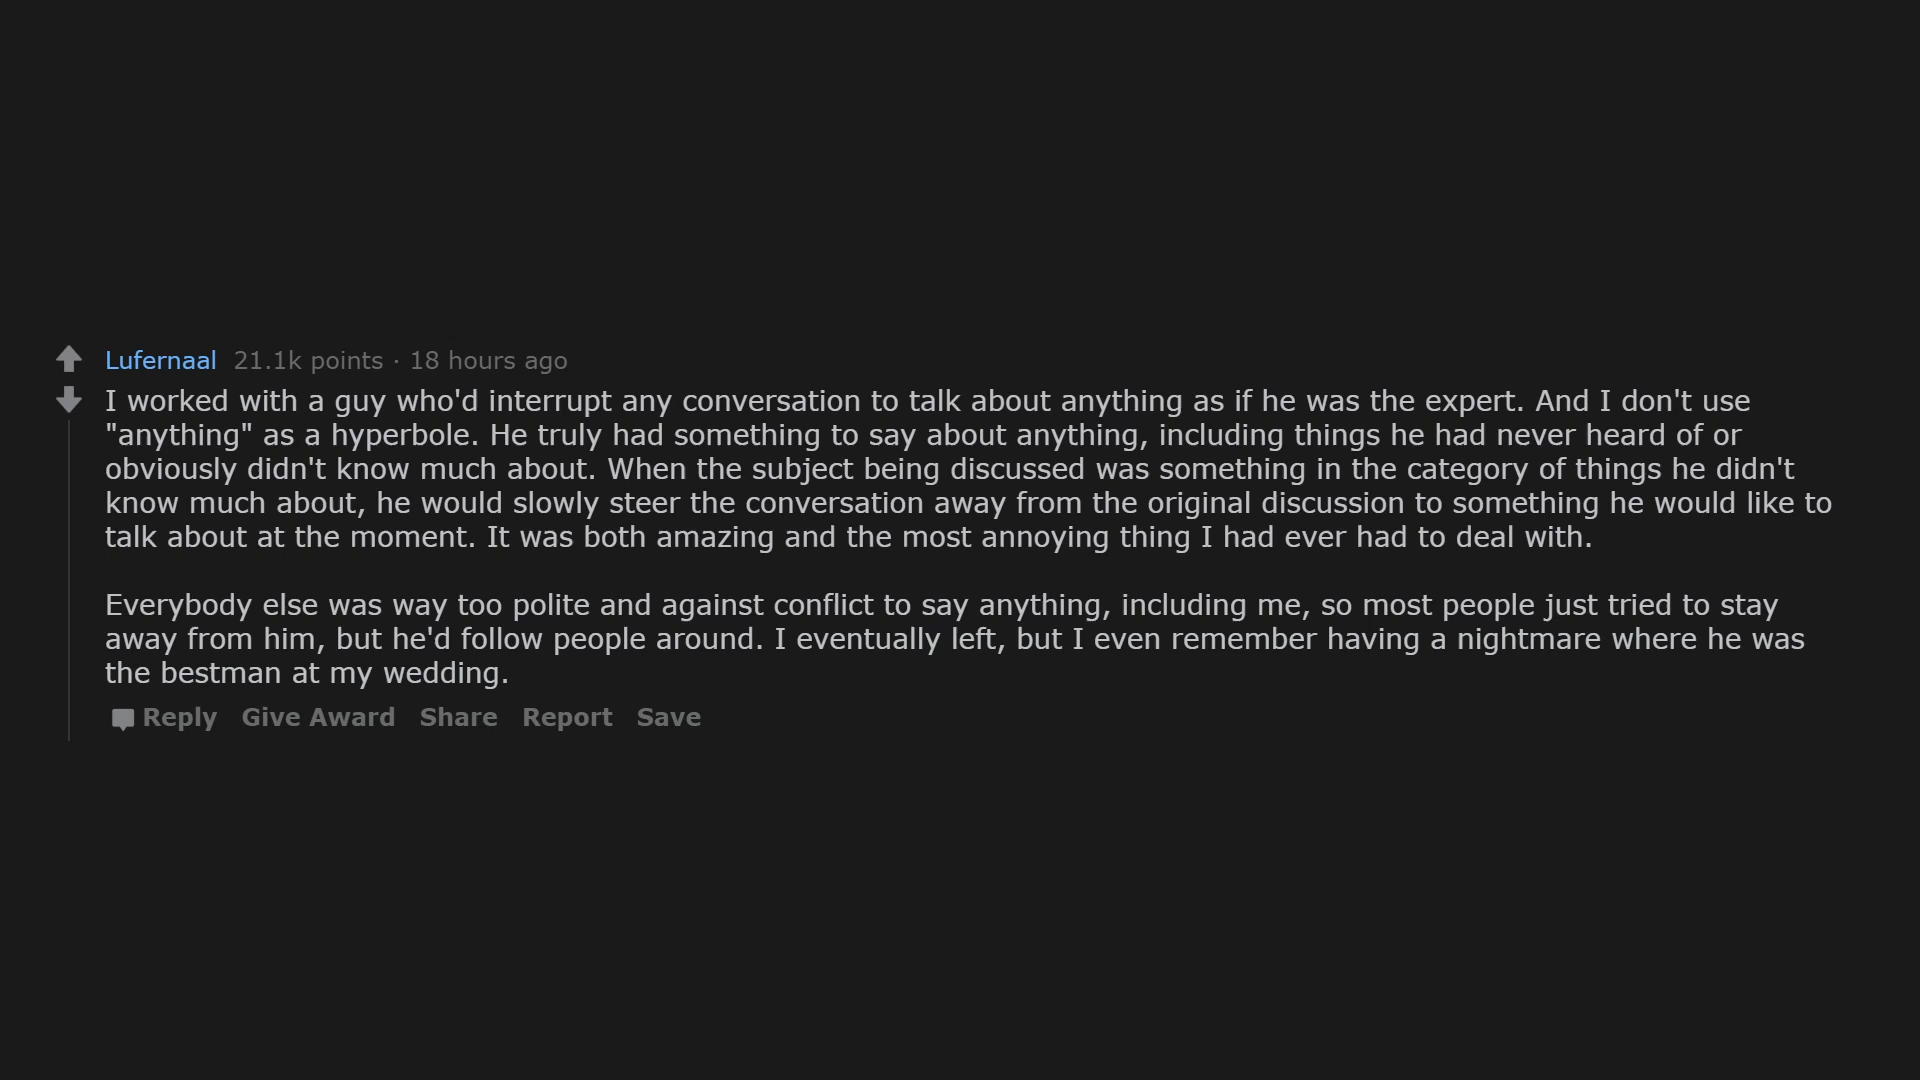 Lufernaal 21.1k points · 18 hours ago
I worked with a guy who'd interrupt any conversation to talk about anything as if he was the expert. And I don't use
"anything" as a hyperbole. He truly had something to say about anything, including things he had never heard of or
obviously didn't know much about. When the subject being discussed was something in the category of things he didn't
know much about, he would slowly steer the conversation away from the original discussion to something he would like to
talk about at the moment. It was both amazing and the most annoying thing I had ever had to deal with.
Everybody else was way too polite and against conflict to say anything, including me, so most people just tried to stay
away from him, but he'd follow people around. I eventually left, but I even remember having a nightmare where he was
the bestman at my wedding.
Reply Give Award Share Report Save